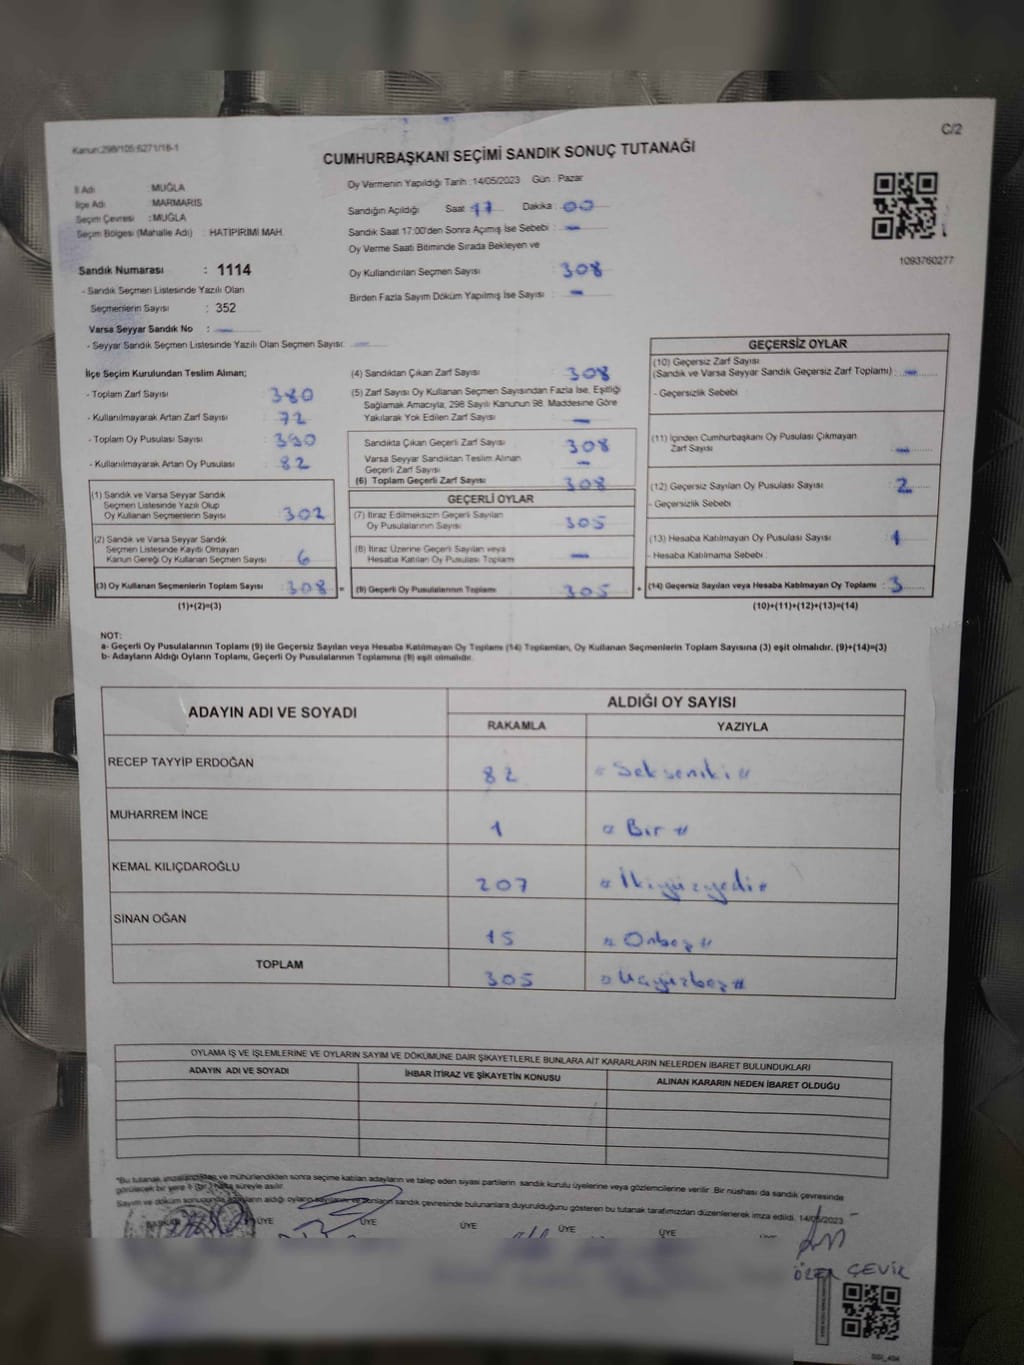 C/2
Kanun:298/105:6271/18-1
CUMHURBAŞKANI SEÇİMİ SANDIK SONUÇ TUTANAĞI
İl Adı : MUĞLA
İlçe Adı : MARMARİS
Seçim Çevresi : MUĞLA
Seçim Bölgesi (Mahalle Adı) : HATİPİRİMİ MAH.
Sandık Numarası : 1114
- Sandık Seçmen Listesinde Yazılı Olan
Seçmenlerin Sayısı : 352
Varsa Seyyar Sandık No : -
- Seyyar Sandık Seçmen Listesinde Yazılı Olan Seçmen Sayısı: -
Oy Vermenin Yapıldığı Tarih : 14/05/2023 Gün : Pazar
Sandığın Açıldığı Saat 17 Dakika : 00
Sandık Saat 17:00'den Sonra Açılmış İse Sebebi : -
Oy Verme Saati Bitiminde Sırada Bekleyen ve
Oy Kullandırılan Seçmen Sayısı 308
Birden Fazla Sayım Döküm Yapılmış İse Sayısı : -
1093760277
İlçe Seçim Kurulundan Teslim Alınan;
- Toplam Zarf Sayısı 380
- Kullanılmayarak Artan Zarf Sayısı : 72
- Toplam Oy Pusulası Sayısı : 390
- Kullanılmayarak Artan Oy Pusulası : 82
(1) Sandık ve Varsa Seyyar Sandık
Seçmen Listesinde Yazılı Olup
Oy Kullanan Seçmenlerin Sayısı : 302
(2) Sandık ve Varsa Seyyar Sandık
Seçmen Listesinde Kayıtlı Olmayan
Kanun Gereği Oy Kullanan Seçmen Sayısı : 6
(3) Oy Kullanan Seçmenlerin Toplam Sayısı : 308 =
(1)+(2)=(3)
(4) Sandıktan Çıkan Zarf Sayısı : 308
(5) Zarf Sayısı Oy Kullanan Seçmen Sayısından Fazla İse, Eşitliği
Sağlamak Amacıyla, 298 Sayılı Kanunun 98. Maddesine Göre
Yakılarak Yok Edilen Zarf Sayısı : -
Sandıkta Çıkan Geçerli Zarf Sayısı : 308
Varsa Seyyar Sandıktan Teslim Alınan
Geçerli Zarf Sayısı : -
(6) Toplam Geçerli Zarf Sayısı : 308
GEÇERLİ OYLAR
(7) İtiraz Edilmeksizin Geçerli Sayılan
Oy Pusulalarının Sayısı : 305
(8) İtiraz Üzerine Geçerli Sayılan veya
Hesaba Katılan Oy Pusulaları Toplamı : -
(9) Geçerli Oy Pusulalarının Toplamı : 305 +
GEÇERSİZ OYLAR
(10) Geçersiz Zarf Sayısı
(Sandık ve Varsa Seyyar Sandık Geçersiz Zarf Toplamı) : -
- Geçersizlik Sebebi :
(11) İçinden Cumhurbaşkanı Oy Pusulası Çıkmayan
Zarf Sayısı : -
(12) Geçersiz Sayılan Oy Pusulası Sayısı : 2
- Geçersizlik Sebebi :
(13) Hesaba Katılmayan Oy Pusulası Sayısı : 1
- Hesaba Katılmama Sebebi :
(14) Geçersiz Sayılan veya Hesaba Katılmayan Oy Toplamı : 3
(10)+(11)+(12)+(13)=(14)
NOT:
a- Geçerli Oy Pusulalarının Toplamı (9) ile Geçersiz Sayılan veya Hesaba Katılmayan Oy Toplamı (14) Toplamları, Oy Kullanan Seçmenlerin Toplam Sayısına (3) eşit olmalıdır. (9)+(14)=(3)
b- Adayların Aldığı Oyların Toplamı, Geçerli Oy Pusulalarının Toplamına (9) eşit olmalıdır.
ADAYIN ADI VE SOYADI ALDIĞI OY SAYISI
RAKAMLA YAZIYLA
RECEP TAYYİP ERDOĞAN 82 "Sekseniki"
MUHARREM İNCE 1 "Bir"
KEMAL KILIÇDAROĞLU 207 "İkiyüzyedi"
SİNAN OĞAN 15 "Onbeş"
TOPLAM 305
OYLAMA İŞ VE İŞLEMLERİNE VE OYLARIN SAYIM VE DÖKÜMÜNE DAİR ŞİKAYETLERLE BUNLARA AİT KARARLARIN NELERDEN İBARET BULUNDUKLARI
ADAYIN ADI VE SOYADI İHBAR İTİRAZ VE ŞİKAYETİN KONUSU ALINAN KARARIN NEDEN İBARET OLDUĞU
"Bu tutanak imzalandıktan ve mühürlendikten sonra seçime katılan adayların ve talep eden siyasi partilerin sandık kurulu üyelerine veya gözlemcilerine verilir. Bir nüshası da sandık çevresinde
görülecek bir yere 1 (bir) hafta süreyle asılır.
Sayım ve döküm sonucunda adayların aldığı oyların sandık çevresinde bulunanlara duyurulduğunu gösteren bu tutanak tarafımızdan düzenlenerek imza edildi. 14/05/2023
BAŞKAN ÜYE ÜYE ÜYE ÜYE ÜYE
ÖZER ÇEVİK